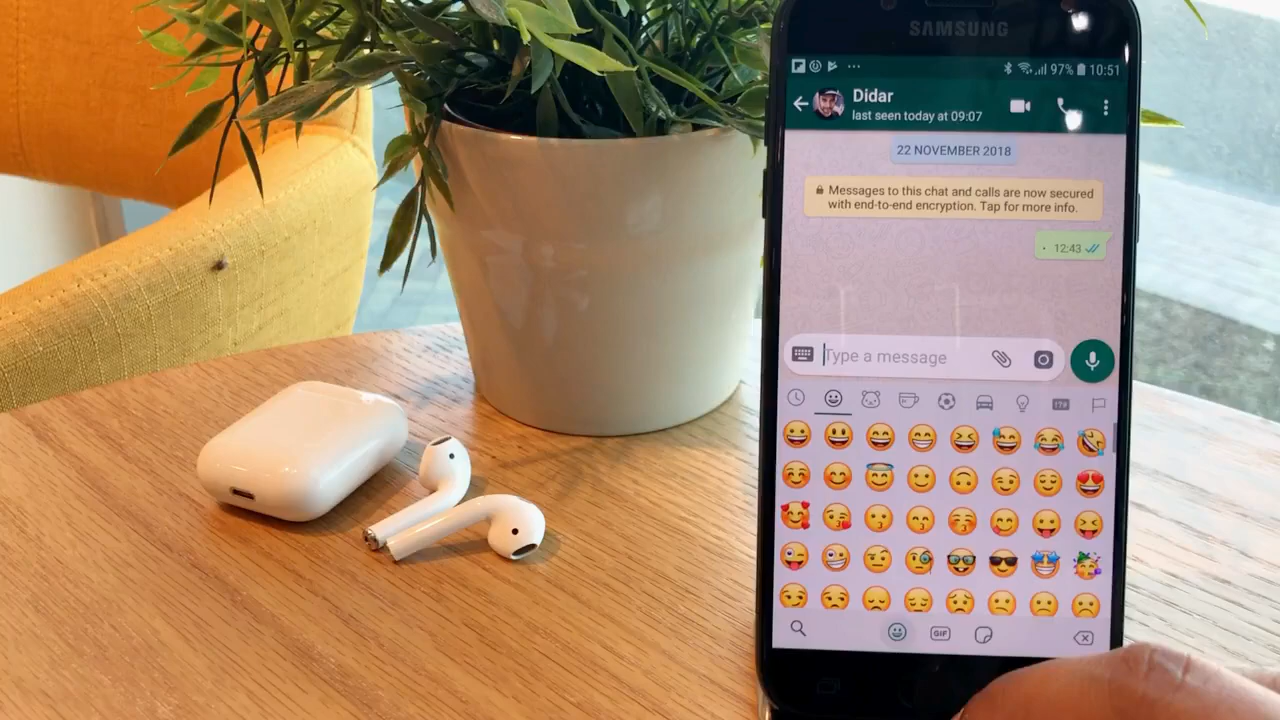 SAMSUNG
97% 10:51
Didar
last seen today at 09:07
22 NOVEMBER 2018
Messages to this chat and calls are now secured
with end-to-end encryption. Tap for more info.
12:43
Type a message
GIF